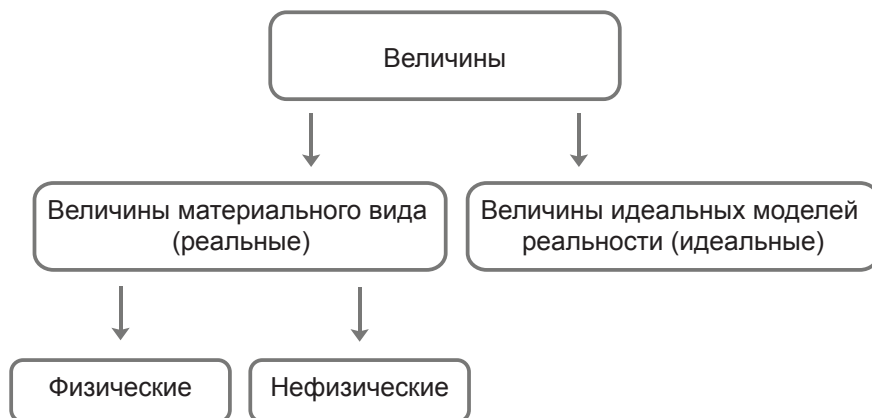 Величины
Величины материального вида
(реальные)
Величины идеальных моделей
реальности (идеальные)
Физические
Нефизические